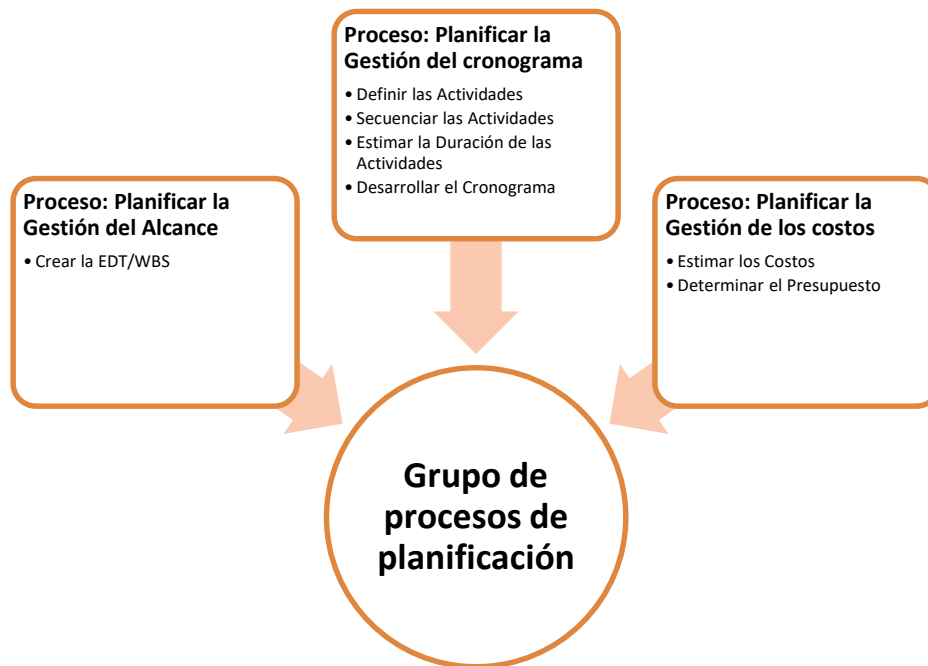 Proceso: Planificar la
Gestión del cronograma
• Definir las Actividades
• Secuenciar las Actividades
• Estimar la Duración de las
Actividades
• Desarrollar el Cronograma
Proceso: Planificar la
Gestión del Alcance
• Crear la EDT/WBS
Proceso: Planificar la
Gestión de los costos
• Estimar los Costos
• Determinar el Presupuesto
Grupo de
procesos de
planificación